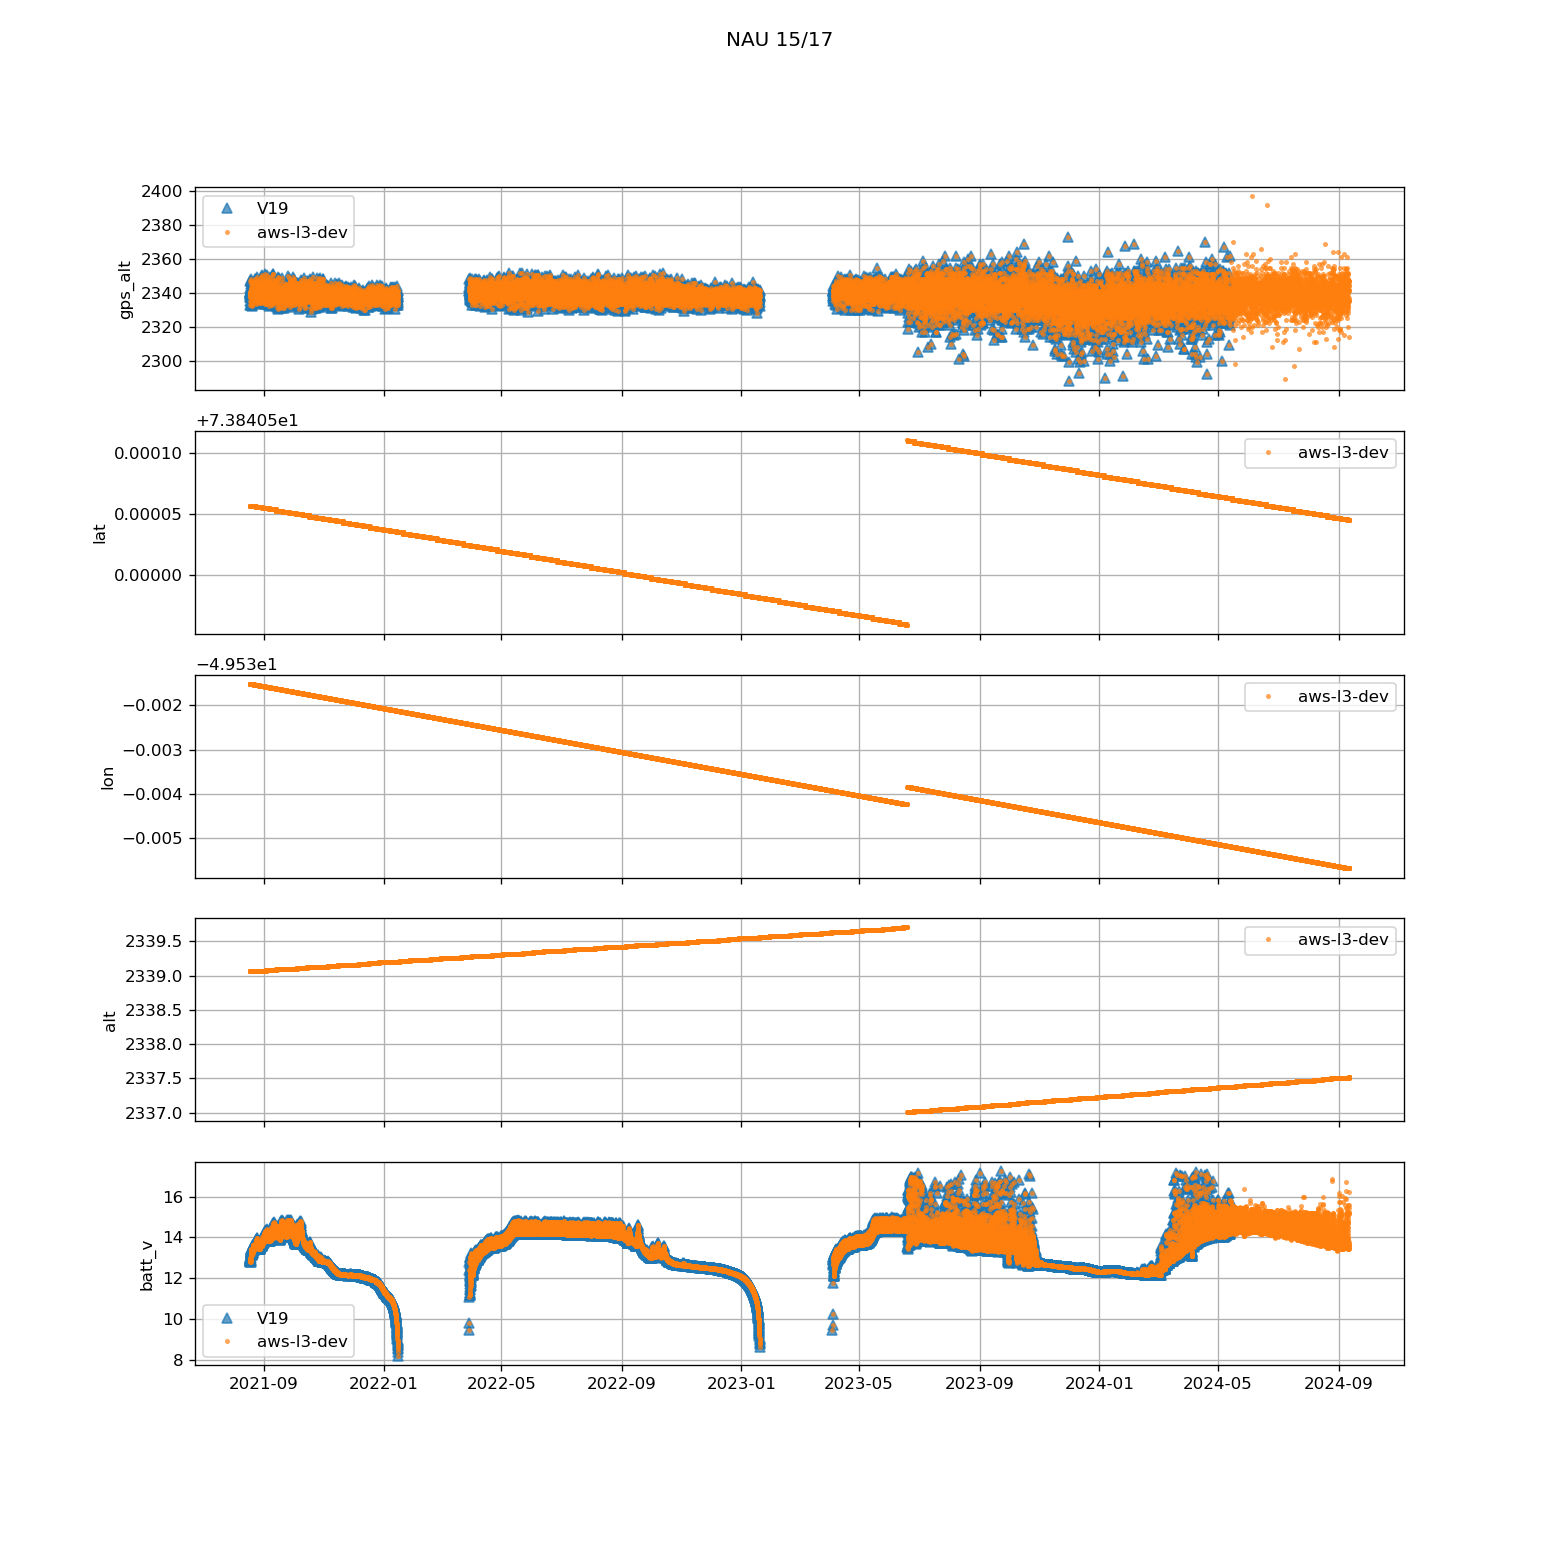 NAU 15/17
2400
2380
2360
2340
2320
2300
gps_alt
V19
aws-l3-dev
+7.38405e1
0.00010
0.00005
0.00000
lat
aws-l3-dev
−4.953e1
−0.002
−0.003
−0.004
−0.005
lon
aws-l3-dev
2339.5
2339.0
2338.5
2338.0
2337.5
2337.0
alt
aws-l3-dev
16
14
12
10
8
batt_v
V19
aws-l3-dev
2021-09 2022-01 2022-05 2022-09 2023-01 2023-05 2023-09 2024-01 2024-05 2024-09